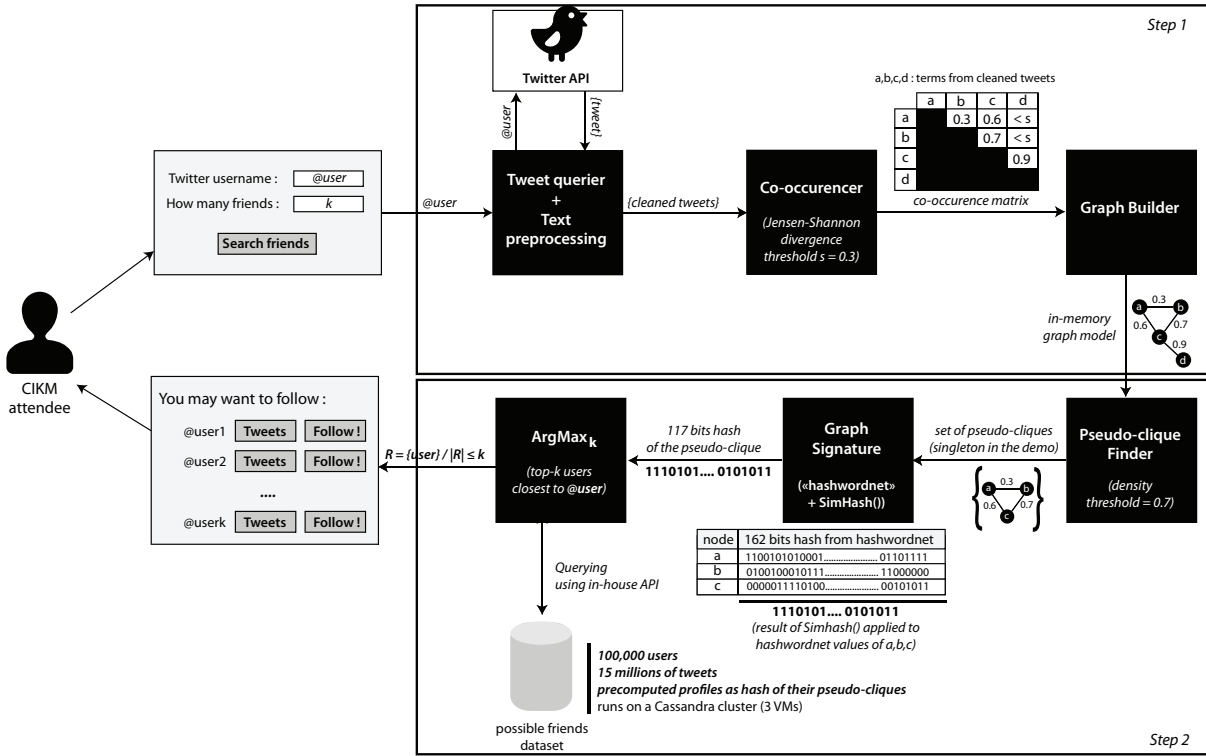 Step 1
Twitter API
@user
{tweet}
a,b,c,d : terms from cleaned tweets
a b c d
a 0.3 0.6 < s
b 0.7 < s
c 0.9
d
Twitter username : @user
How many friends : k
Search friends
@user
Tweet querier
+
Text
preprocessing
{cleaned tweets}
Co-occurencer
(Jensen-Shannon
divergence
threshold s = 0.3)
co-occurence matrix
Graph Builder
in-memory
graph model
a 0.3 b
0.6 0.7
c
0.9
d
CIKM
attendee
You may want to follow :
@user1 Tweets Follow !
@user2 Tweets Follow !
....
@userk Tweets Follow !
R = {user} / |R| ≤ k
ArgMaxk
(top-k users
closest to @user)
117 bits hash
of the pseudo-clique
1110101.... 0101011
Graph
Signature
(«hashwordnet»
+ SimHash())
set of pseudo-cliques
(singleton in the demo)
{ a 0.3 b }
0.6 0.7
c
Pseudo-clique
Finder
(density
threshold = 0.7)
node 162 bits hash from hashwordnet
a 1100101010001...................... 01101111
b 0100100010111...................... 11000000
c 0000011110100...................... 00101011
1110101.... 0101011
(result of Simhash() applied to
hashwordnet values of a,b,c)
Querying
using in-house API
100,000 users
15 millions of tweets
precomputed profiles as hash of their pseudo-cliques
runs on a Cassandra cluster (3 VMs)
possible friends
dataset
Step 2